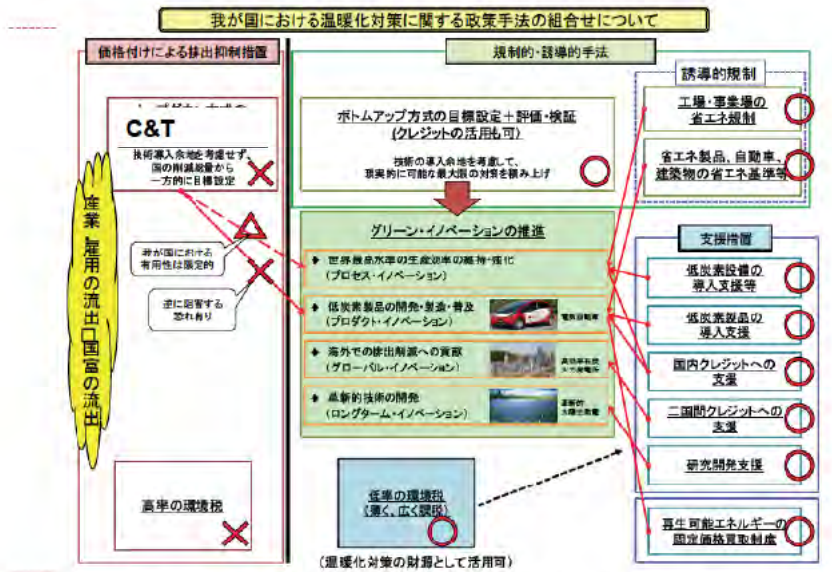 我が国における温暖化対策に関する政策手法の組合せについて
価格付けによる排出抑制措置
C&T
技術導入余地を考慮せず、
国の削減総量から
一方的に目標設定
我が国における
有用性は限定的
逆に阻害する
恐れ有り
産業、雇用の流出
国富の流出
高率の環境税
規制的・誘導的手法
ボトムアップ方式の目標設定＋評価・検証
(クレジットの活用も可)
技術の導入余地を考慮して、
現実的に可能な最大限の対策を積み上げ
グリーン・イノベーションの推進
◆ 世界最高水準の生産効率の維持・強化
(プロセス・イノベーション)
◆ 低炭素製品の開発・製造・普及
(プロダクト・イノベーション)
電気自動車
◆ 海外での排出削減への貢献
(グローバル・イノベーション)
高効率石炭
火力発電所
◆ 革新的技術の開発
(ロングターム・イノベーション)
革新的
太陽光発電
低率の環境税
(薄く、広く課税)
(温暖化対策の財源として活用可)
誘導的規制
工場・事業場の
省エネ規制
省エネ製品、自動車、
建築物の省エネ基準等
支援措置
低炭素設備の
導入支援等
低炭素製品の
導入支援
国内クレジットへの
支援
二国間クレジットへの
支援
研究開発支援
再生可能エネルギーの
固定価格買取制度